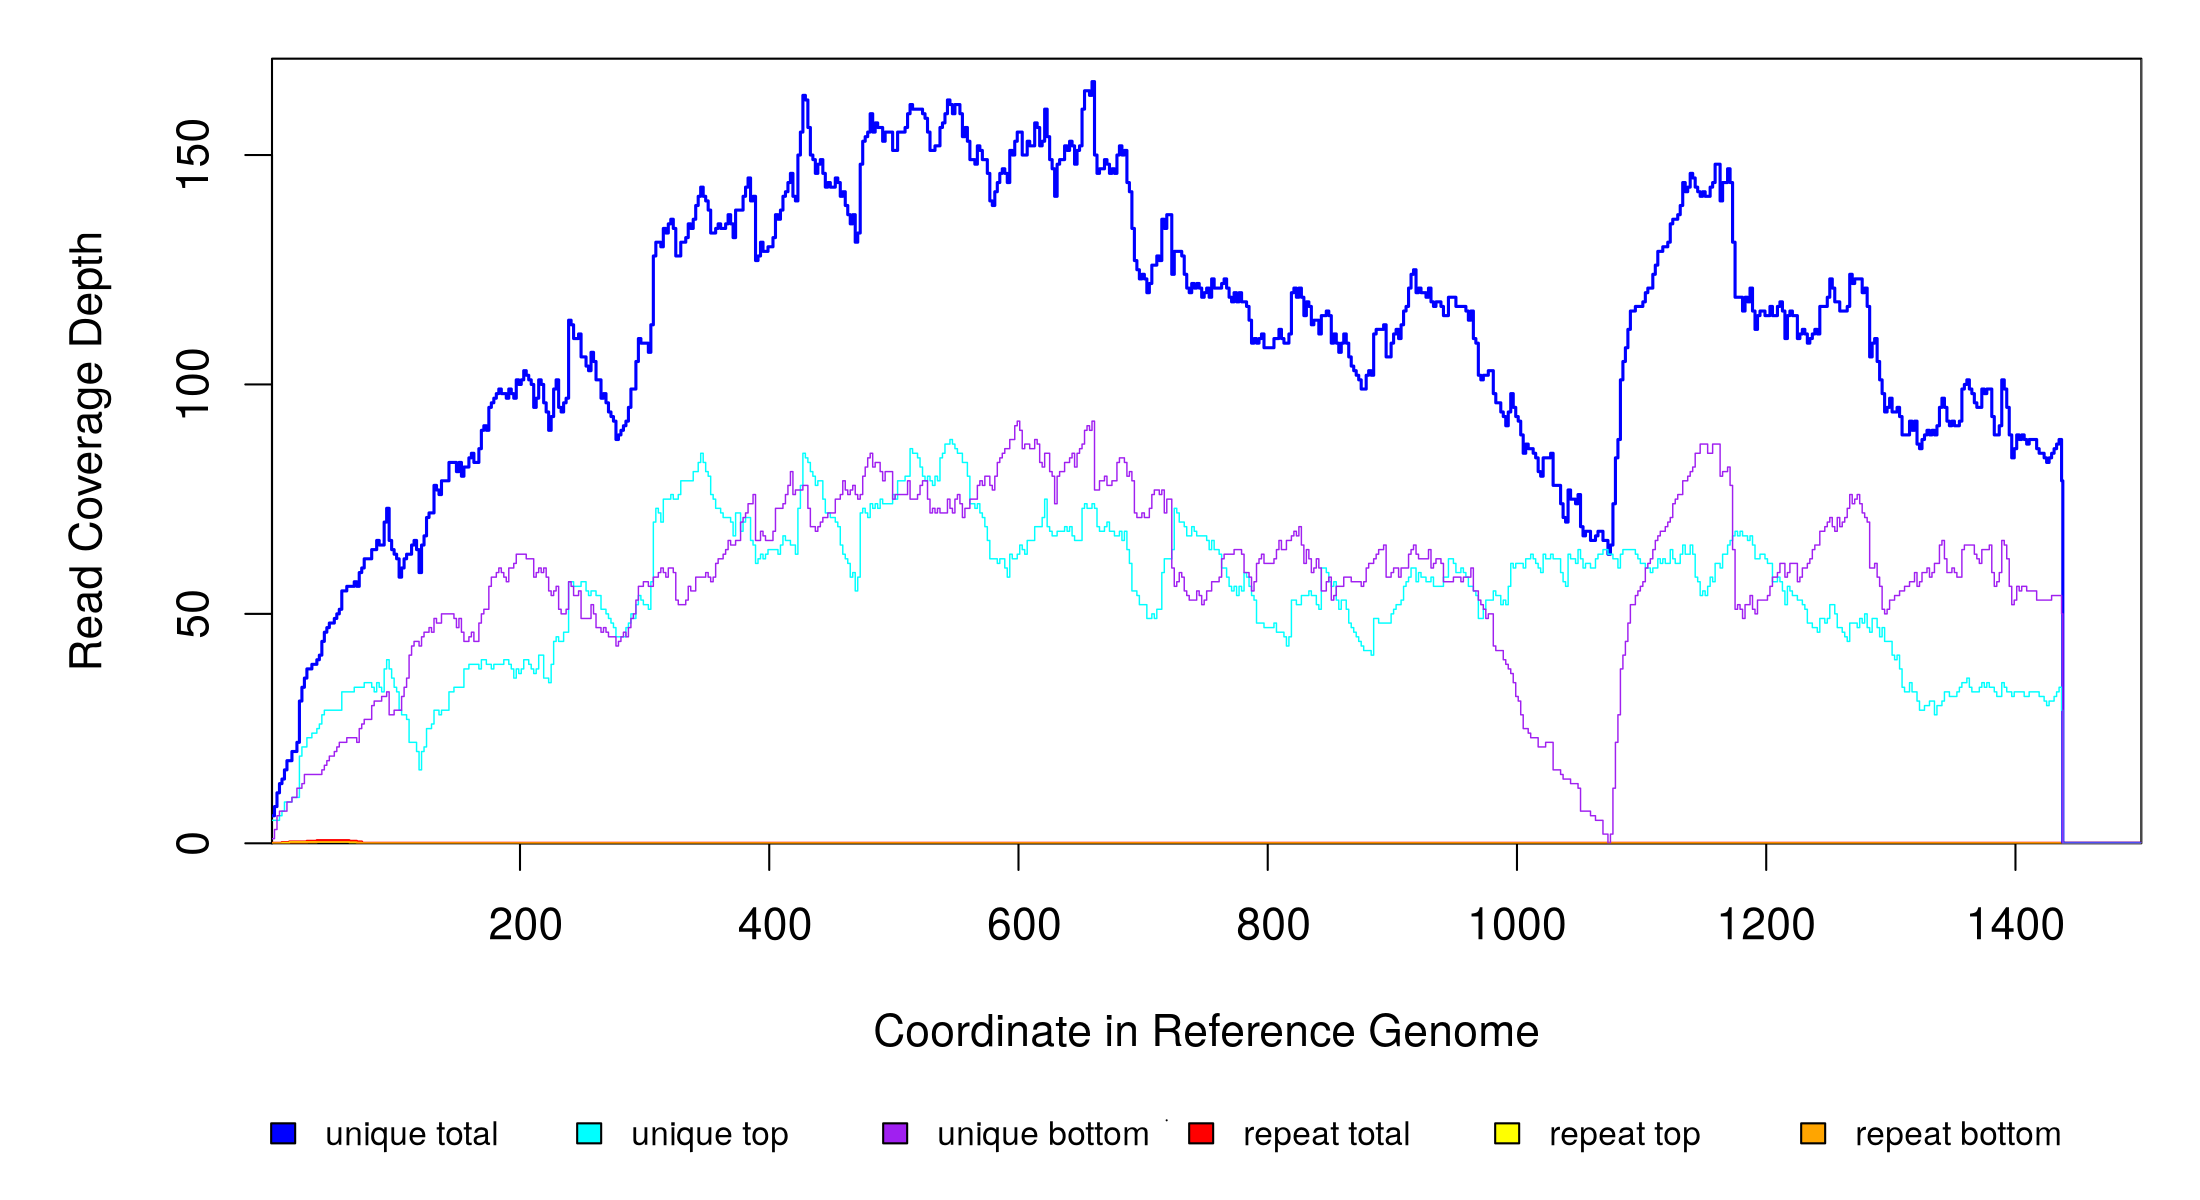 Read Coverage Depth
150
100
50
0
200 400 600 800 1000 1200 1400
Coordinate in Reference Genome
unique total unique top unique bottom repeat total repeat top repeat bottom